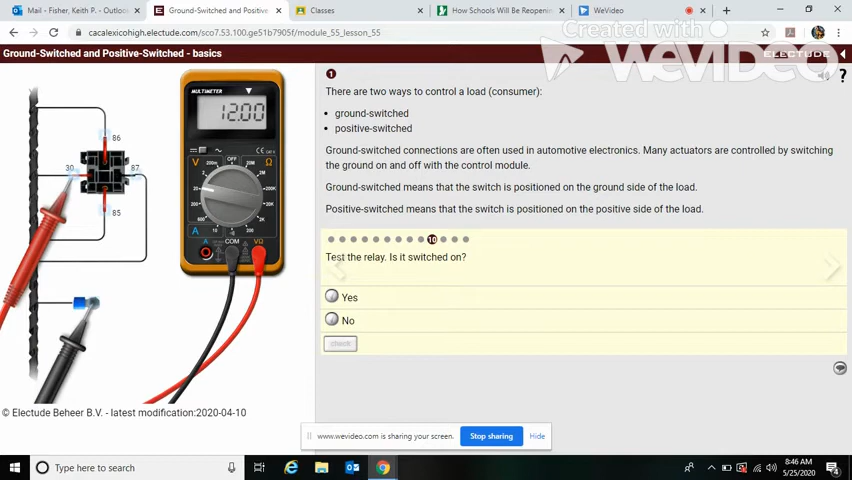 Mail - Fisher, Keith P. - Outloo
Ground-Switched and Positive
Classes
How Schools Will Be Reopenin
WeVideo
cacalexicohigh.electude.com/sco7.53.100.ge51b7905f/module_55_lesson_55
Created with
WEVIDEO
Ground-Switched and Positive-Switched - basics
ELECTUDE
1
?
There are two ways to control a load (consumer):
• ground-switched
• positive-switched
Ground-switched connections are often used in automotive electronics. Many actuators are controlled by switching
the ground on and off with the control module.
Ground-switched means that the switch is positioned on the ground side of the load.
Positive-switched means that the switch is positioned on the positive side of the load.
10
Test the relay. Is it switched on?
Yes
No
check
MULTIMETER
12.00
OFF
V
Ω
A
A
COM
VΩ
86
30
87
85
© Electude Beheer B.V. - latest modification:2020-04-10
www.wevideo.com is sharing your screen.
Stop sharing
Hide
Type here to search
8:46 AM
5/25/2020
4